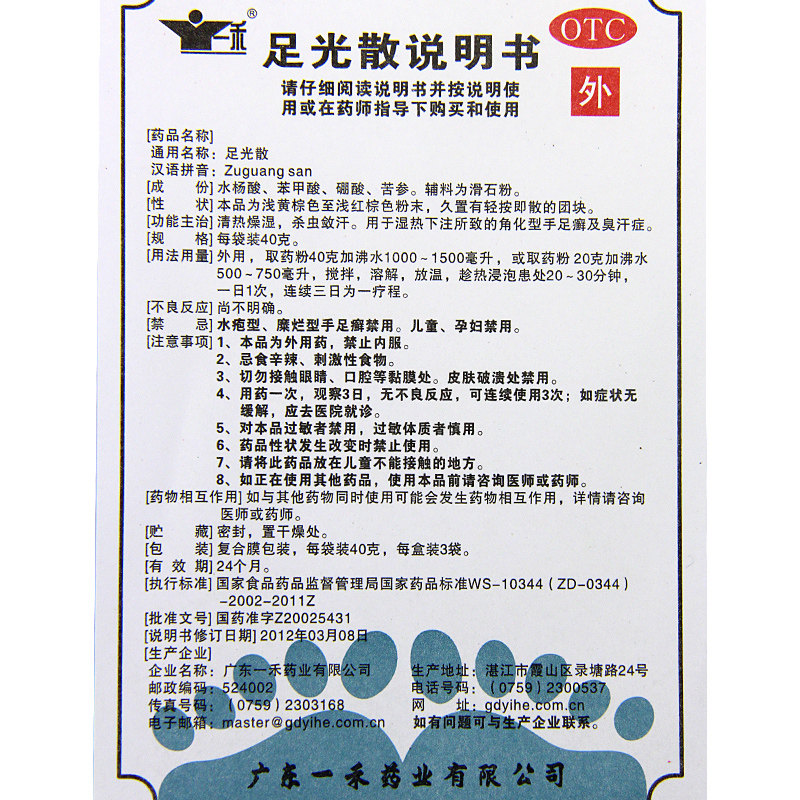 一禾®
足光散说明书
OTC
外
请仔细阅读说明书并按说明使
用或在药师指导下购买和使用
[药品名称]
通用名称：足光散
汉语拼音：Zuguang san
[成　份] 水杨酸、苯甲酸、硼酸、苦参。辅料为滑石粉。
[性　状] 本品为浅黄棕色至浅红棕色粉末，久置有轻按即散的团块。
[功能主治] 清热燥湿，杀虫敛汗。用于湿热下注所致的角化型手足癣及臭汗症。
[规　格] 每袋装40克。
[用法用量] 外用，取药粉40克加沸水1000~1500毫升，或取药粉 20克加沸水
500~750毫升，搅拌，溶解，放温，趁热浸泡患处20~30分钟，
一日1次，连续三日为一疗程。
[不良反应] 尚不明确。
[禁　忌] 水疱型、糜烂型手足癣禁用。儿童、孕妇禁用。
[注意事项] 1、本品为外用药，禁止内服。
2、忌食辛辣、刺激性食物。
3、切勿接触眼睛、口腔等黏膜处。皮肤破溃处禁用。
4、用药一次，观察3日，无不良反应，可连续使用3次；如症状无
缓解，应去医院就诊。
5、对本品过敏者禁用，过敏体质者慎用。
6、药品性状发生改变时禁止使用。
7、请将此药品放在儿童不能接触的地方。
8、如正在使用其他药品，使用本品前请咨询医师或药师。
[药物相互作用] 如与其他药物同时使用可能会发生药物相互作用，详情请咨询
医师或药师。
[贮　藏] 密封，置干燥处。
[包　装] 复合膜包装，每袋装40克，每盒装3袋。
[有 效 期] 24个月。
[执行标准] 国家食品药品监督管理局国家药品标准WS-10344（ZD-0344）
-2002-2011Z
[批准文号] 国药准字Z20025431
[说明书修订日期] 2012年03月08日
[生产企业]
企业名称：广东一禾药业有限公司　生产地址：湛江市霞山区录塘路24号
邮政编码：524002　电话号码：（0759）2300537
传真号码：（0759）2303168　网　址：gdyihe.com.cn
电子邮箱：master@gdyihe.com.cn　如有问题可与生产企业联系。
广东一禾药业有限公司